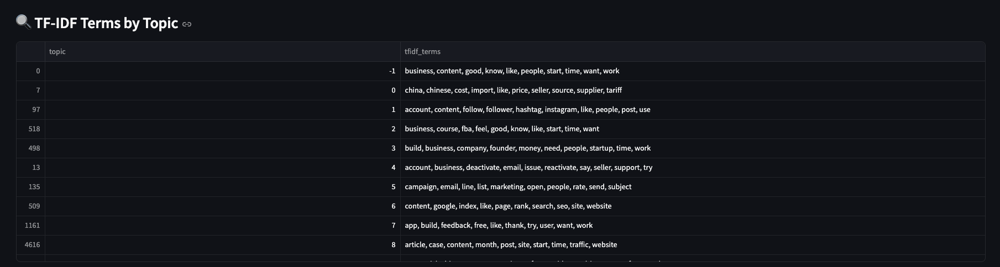 TF-IDF Terms by Topic
topic tfidf_terms
0 -1 business, content, good, know, like, people, start, time, want, work
7 0 china, chinese, cost, import, like, price, seller, source, supplier, tariff
97 1 account, content, follow, follower, hashtag, instagram, like, people, post, use
518 2 business, course, fba, feel, good, know, like, start, time, want
498 3 build, business, company, founder, money, need, people, startup, time, work
13 4 account, business, deactivate, email, issue, reactivate, say, seller, support, try
135 5 campaign, email, line, list, marketing, open, people, rate, send, subject
509 6 content, google, index, like, page, rank, search, seo, site, website
1161 7 app, build, feedback, free, like, thank, try, user, want, work
4616 8 article, case, content, month, post, site, start, time, traffic, website